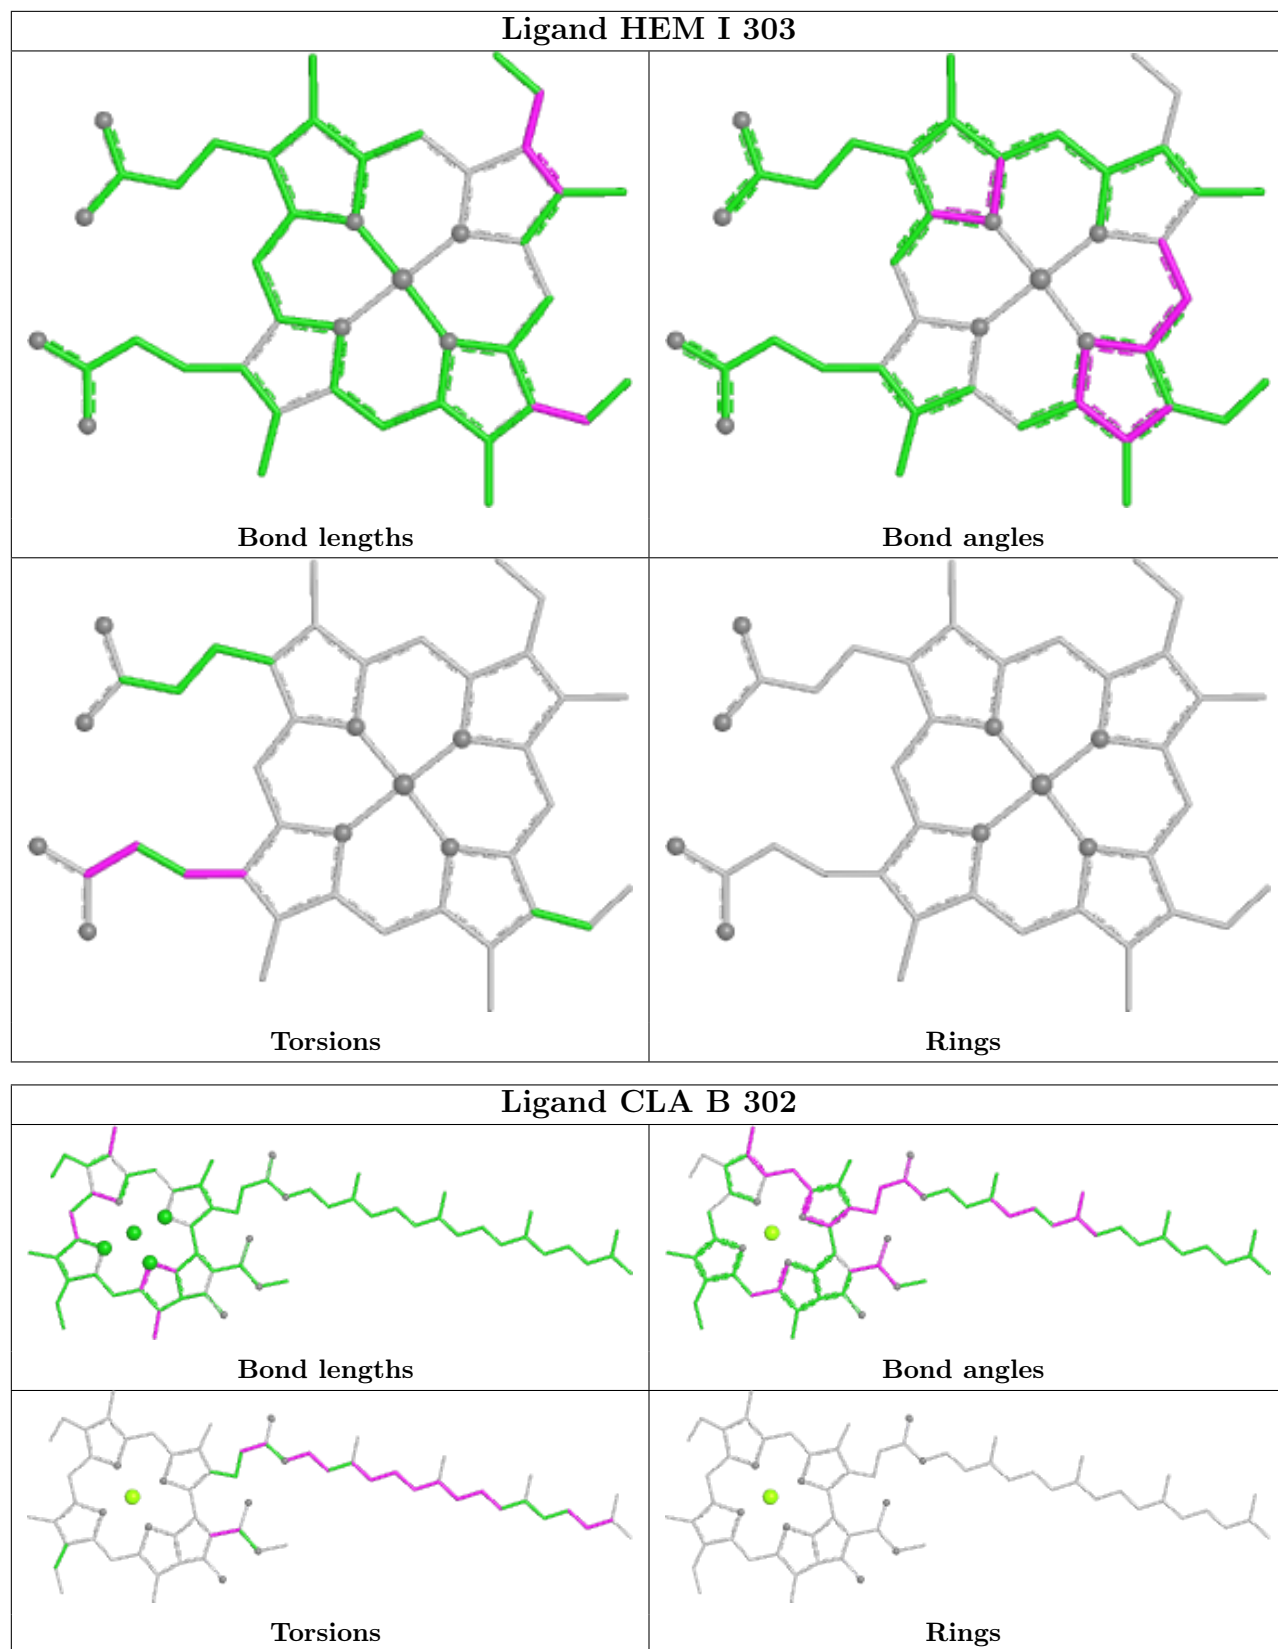 Ligand HEM I 303
Bond lengths
Bond angles
Torsions
Rings
Ligand CLA B 302
Bond lengths
Bond angles
Torsions
Rings